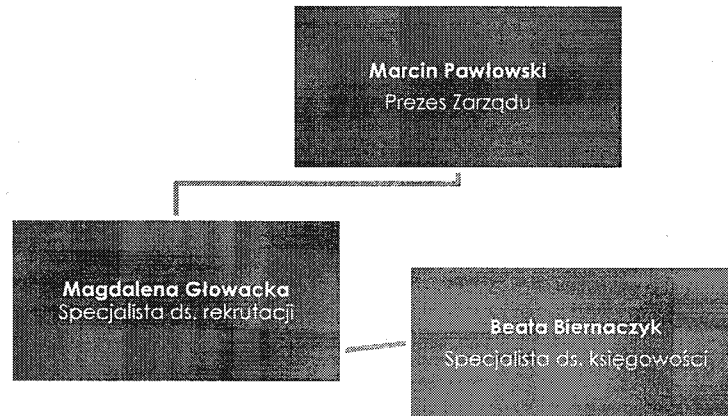 Marcin Pawłowski
Prezes Zarządu
Magdalena Głowacka
Specjalista ds. rekrutacji
Beata Biernaczyk
Specjalista ds. księgowości